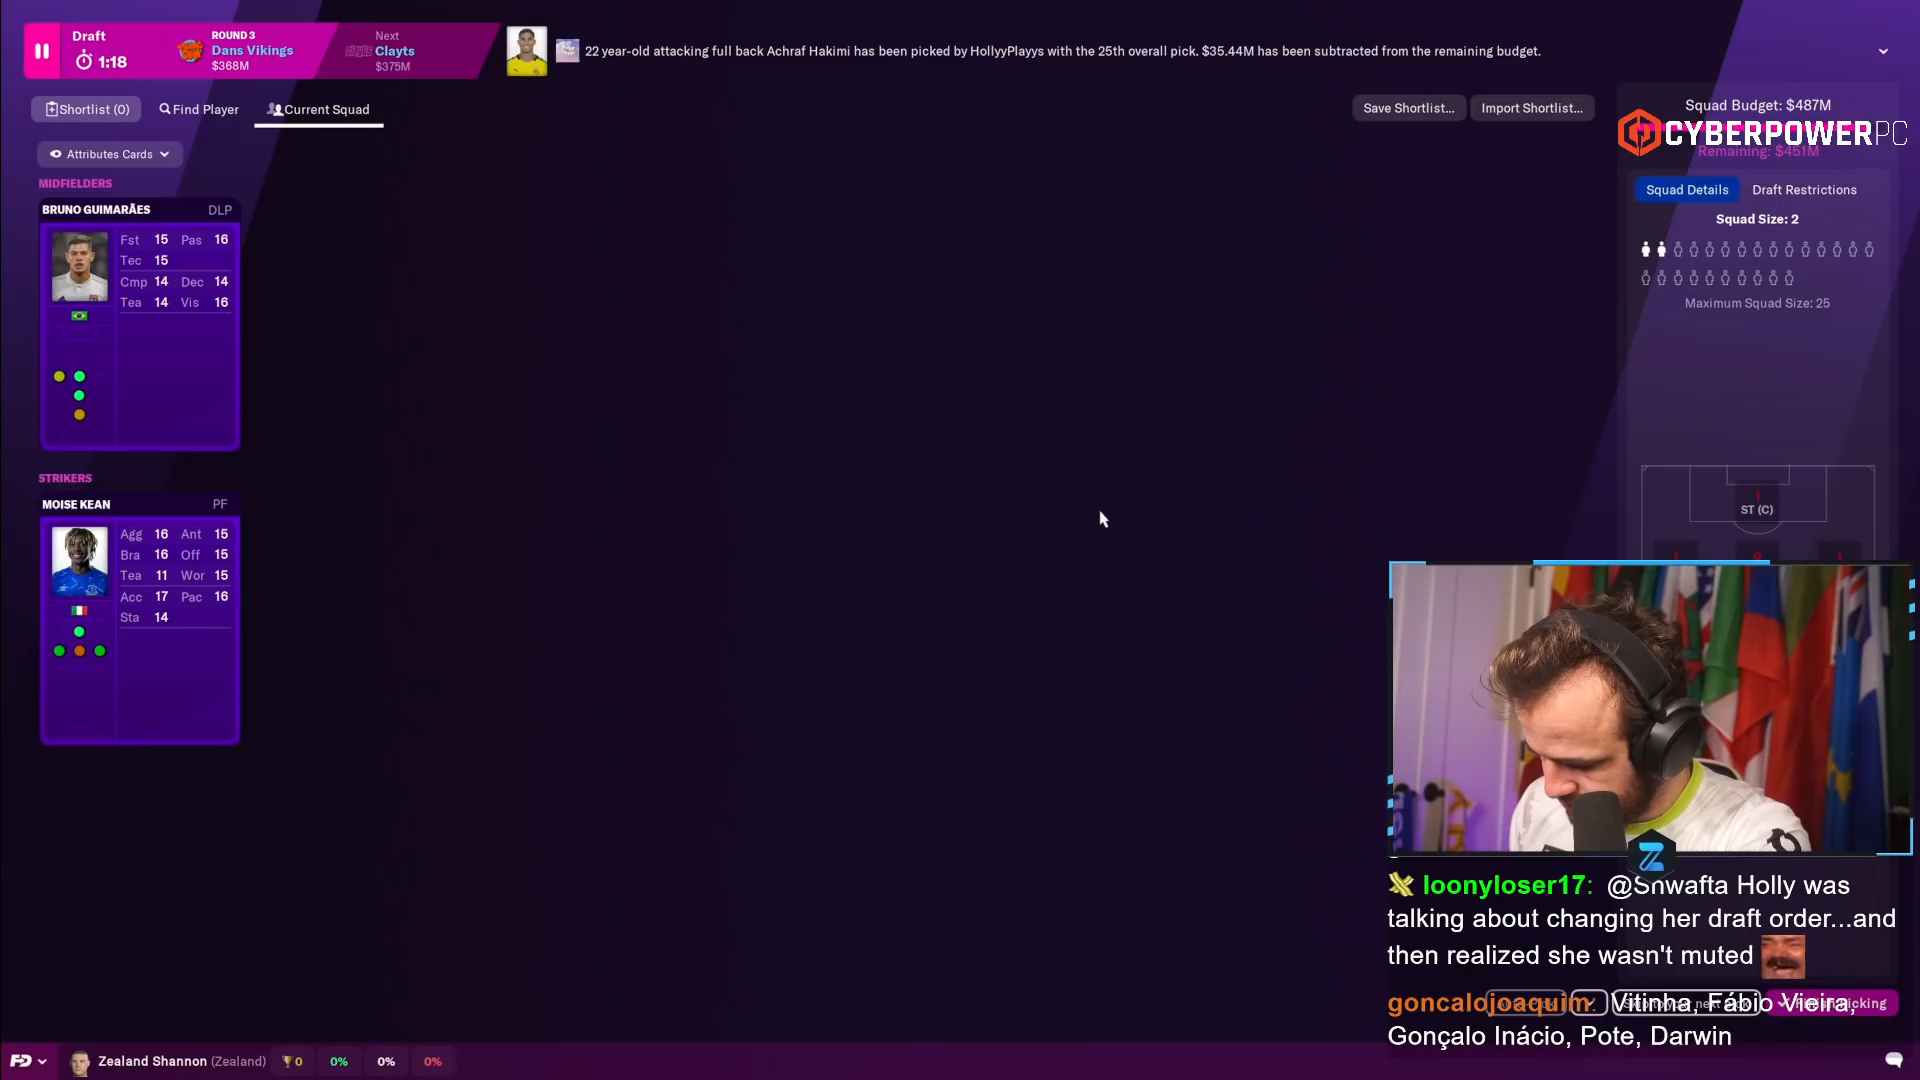 Draft
1:18
ROUND 3
Dans Vikings
$368M
Next
Clayts
$375M
22 year-old attacking full back Achraf Hakimi has been picked by HollyyPlayys with the 25th overall pick. $35.44M has been subtracted from the remaining budget.
Shortlist (0)
Find Player
Current Squad
Save Shortlist...
Import Shortlist...
Squad Budget: $487M
CYBERPOWERPC
Remaining: $451M
Attributes Cards
Squad Details
Draft Restrictions
Squad Size: 2
Maximum Squad Size: 25
MIDFIELDERS
BRUNO GUIMARÃES DLP
Fst 15 Pas 16
Tec 15
Cmp 14 Dec 14
Tea 14 Vis 16
STRIKERS
MOISE KEAN PF
Agg 16 Ant 15
Bra 16 Off 15
Tea 11 Wor 15
Acc 17 Pac 16
Sta 14
ST (C)
loonyloser17: @Shwafta Holly was
talking about changing her draft order...and
then realized she wasn't muted
goncalojoaquim: Vitinha, Fábio Vieira,
Gonçalo Inácio, Pote, Darwin
FD
Zealand Shannon (Zealand)
0
0%
0%
0%